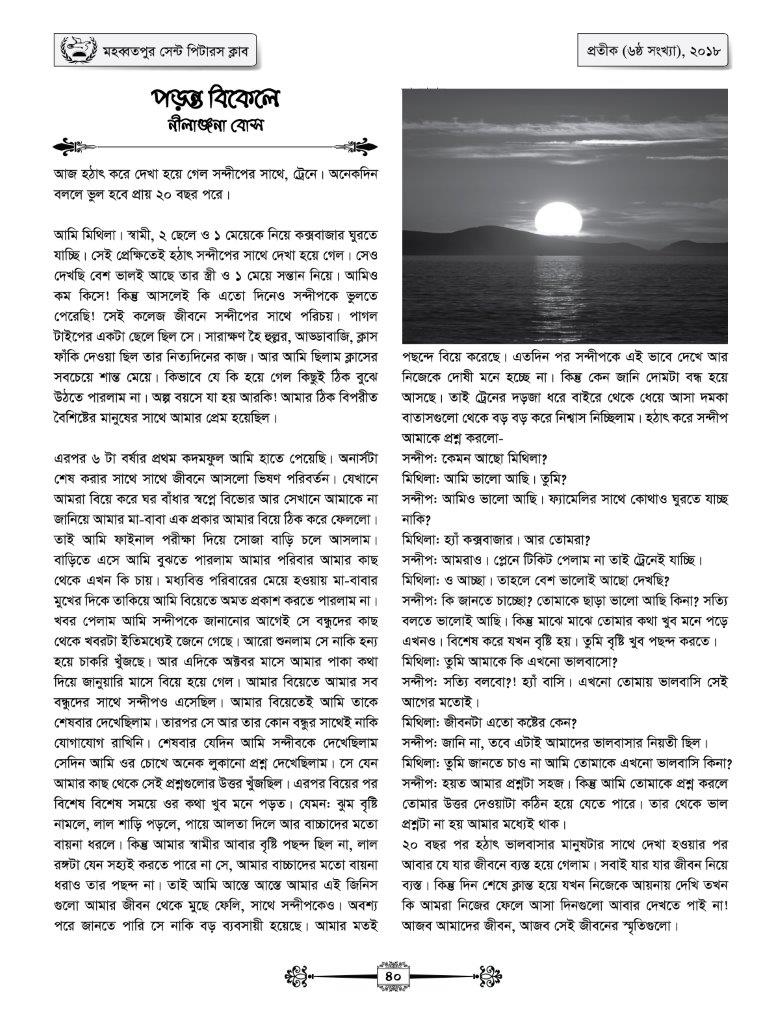 মহব্বতপুর সেন্ট পিটারস ক্লাব
প্রতীক (৬ষ্ঠ সংখ্যা), ২০১৮
পড়ন্ত বিকেলে
নীলাঞ্জনা বোস
আজ হঠাৎ করে দেখা হয়ে গেল সন্দীপের সাথে, ট্রেনে। অনেকদিন
বললে ভুল হবে প্রায় ২০ বছর পরে।
আমি মিথিলা। স্বামী, ২ ছেলে ও ১ মেয়েকে নিয়ে কক্সবাজার ঘুরতে
যাচ্ছি। সেই প্রেক্ষিতেই হঠাৎ সন্দীপের সাথে দেখা হয়ে গেল। সেও
দেখছি বেশ ভালই আছে তার স্ত্রী ও ১ মেয়ে সন্তান নিয়ে। আমিও
কম কিসে! কিন্তু আসলেই কি এতো দিনেও সন্দীপকে ভুলতে
পেরেছি! সেই কলেজ জীবনে সন্দীপের সাথে পরিচয়। পাগল
টাইপের একটা ছেলে ছিল সে। সারাক্ষণ হৈ হুল্লর, আড্ডাবাজি, ক্লাস
ফাঁকি দেওয়া ছিল তার নিত্যদিনের কাজ। আর আমি ছিলাম ক্লাসের
সবচেয়ে শান্ত মেয়ে। কিভাবে যে কি হয়ে গেল কিছুই ঠিক বুঝে
উঠতে পারলাম না। অল্প বয়সে যা হয় আরকি! আমার ঠিক বিপরীত
বৈশিষ্টের মানুষের সাথে আমার প্রেম হয়েছিল।
এরপর ৬ টা বর্ষার প্রথম কদমফুল আমি হাতে পেয়েছি। অনার্সটা
শেষ করার সাথে সাথে জীবনে আসলো ভিষণ পরিবর্তন। যেখানে
আমরা বিয়ে করে ঘর বাঁধার স্বপ্নে বিভোর আর সেখানে আমাকে না
জানিয়ে আমার মা-বাবা এক প্রকার আমার বিয়ে ঠিক করে ফেললো।
তাই আমি ফাইনাল পরীক্ষা দিয়ে সোজা বাড়ি চলে আসলাম।
বাড়িতে এসে আমি বুঝতে পারলাম আমার পরিবার আমার কাছ
থেকে এখন কি চায়। মধ্যবিত্ত পরিবারের মেয়ে হওয়ায় মা-বাবার
মুখের দিকে তাকিয়ে আমি বিয়েতে অমত প্রকাশ করতে পারলাম না।
খবর পেলাম আমি সন্দীপকে জানানোর আগেই সে বন্ধুদের কাছ
থেকে খবরটা ইতিমধ্যেই জেনে গেছে। আরো শুনলাম সে নাকি হন্য
হয়ে চাকরি খুঁজছে। আর এদিকে অক্টবর মাসে আমার পাকা কথা
দিয়ে জানুয়ারি মাসে বিয়ে হয়ে গেল। আমার বিয়েতে আমার সব
বন্ধুদের সাথে সন্দীপও এসেছিল। আমার বিয়েতেই আমি তাকে
শেষবার দেখেছিলাম। তারপর সে আর তার কোন বন্ধুর সাথেই নাকি
যোগাযোগ রাখিনি। শেষবার যেদিন আমি সন্দীবকে দেখেছিলাম
সেদিন আমি ওর চোখে অনেক লুকানো প্রশ্ন দেখেছিলাম। সে যেন
আমার কাছ থেকে সেই প্রশ্নগুলোর উত্তর খুঁজছিল। এরপর বিয়ের পর
বিশেষ বিশেষ সময়ে ওর কথা খুব মনে পড়ত। যেমন: ঝুম বৃষ্টি
নামলে, লাল শাড়ি পড়লে, পায়ে আলতা দিলে আর বাচ্চাদের মতো
বায়না ধরলে। কিন্তু আমার স্বামীর আবার বৃষ্টি পছন্দ ছিল না, লাল
রঙ্গটা যেন সহ্যই করতে পারে না সে, আমার বাচ্চাদের মতো বায়না
ধরাও তার পছন্দ না। তাই আমি আস্তে আস্তে আমার এই জিনিস
গুলো আমার জীবন থেকে মুছে ফেলি, সাথে সন্দীপকেও। অবশ্য
পরে জানতে পারি সে নাকি বড় ব্যবসায়ী হয়েছে। আমার মতই
পছন্দে বিয়ে করেছে। এতদিন পর সন্দীপকে এই ভাবে দেখে আর
নিজেকে দোষী মনে হচ্ছে না। কিন্তু কেন জানি দোমটা বন্ধ হয়ে
আসছে। তাই ট্রেনের দড়জা ধরে বাইরে থেকে ধেয়ে আসা দমকা
বাতাসগুলো থেকে বড় বড় করে নিশ্বাস নিচ্ছিলাম। হঠাৎ করে সন্দীপ
আমাকে প্রশ্ন করলো-
সন্দীপ: কেমন আছো মিথিলা?
মিথিলা: আমি ভালো আছি। তুমি?
সন্দীপ: আমিও ভালো আছি। ফ্যামেলির সাথে কোথাও ঘুরতে যাচ্ছ
নাকি?
মিথিলা: হ্যাঁ কক্সবাজার। আর তোমরা?
সন্দীপ: আমরাও। প্লেনে টিকিট পেলাম না তাই ট্রেনেই যাচ্ছি।
মিথিলা: ও আচ্ছা। তাহলে বেশ ভালোই আছো দেখছি?
সন্দীপ: কি জানতে চাচ্ছো? তোমাকে ছাড়া ভালো আছি কিনা? সত্যি
বলতে ভালোই আছি। কিন্তু মাঝে মাঝে তোমার কথা খুব মনে পড়ে
এখনও। বিশেষ করে যখন বৃষ্টি হয়। তুমি বৃষ্টি খুব পছন্দ করতে।
মিথিলা: তুমি আমাকে কি এখনো ভালবাসো?
সন্দীপ: সত্যি বলবো?! হ্যাঁ বাসি। এখনো তোমায় ভালবাসি সেই
আগের মতোই।
মিথিলা: জীবনটা এতো কষ্টের কেন?
সন্দীপ: জানি না, তবে এটাই আমাদের ভালবাসার নিয়তী ছিল।
মিথিলা: তুমি জানতে চাও না আমি তোমাকে এখনো ভালবাসি কিনা?
সন্দীপ: হয়ত আমার প্রশ্নটা সহজ। কিন্তু আমি তোমাকে প্রশ্ন করলে
তোমার উত্তর দেওয়াটা কঠিন হয়ে যেতে পারে। তার থেকে ভাল
প্রশ্নটা না হয় আমার মধ্যেই থাক।
২০ বছর পর হঠাৎ ভালবাসার মানুষটার সাথে দেখা হওয়ার পর
আবার যে যার জীবনে ব্যস্ত হয়ে গেলাম। সবাই যার যার জীবন নিয়ে
ব্যস্ত। কিন্তু দিন শেষে ক্লান্ত হয়ে যখন নিজেকে আয়নায় দেখি তখন
কি আমরা নিজের ফেলে আসা দিনগুলো আবার দেখতে পাই না!
আজব আমাদের জীবন, আজব সেই জীবনের স্মৃতিগুলো।
৪০